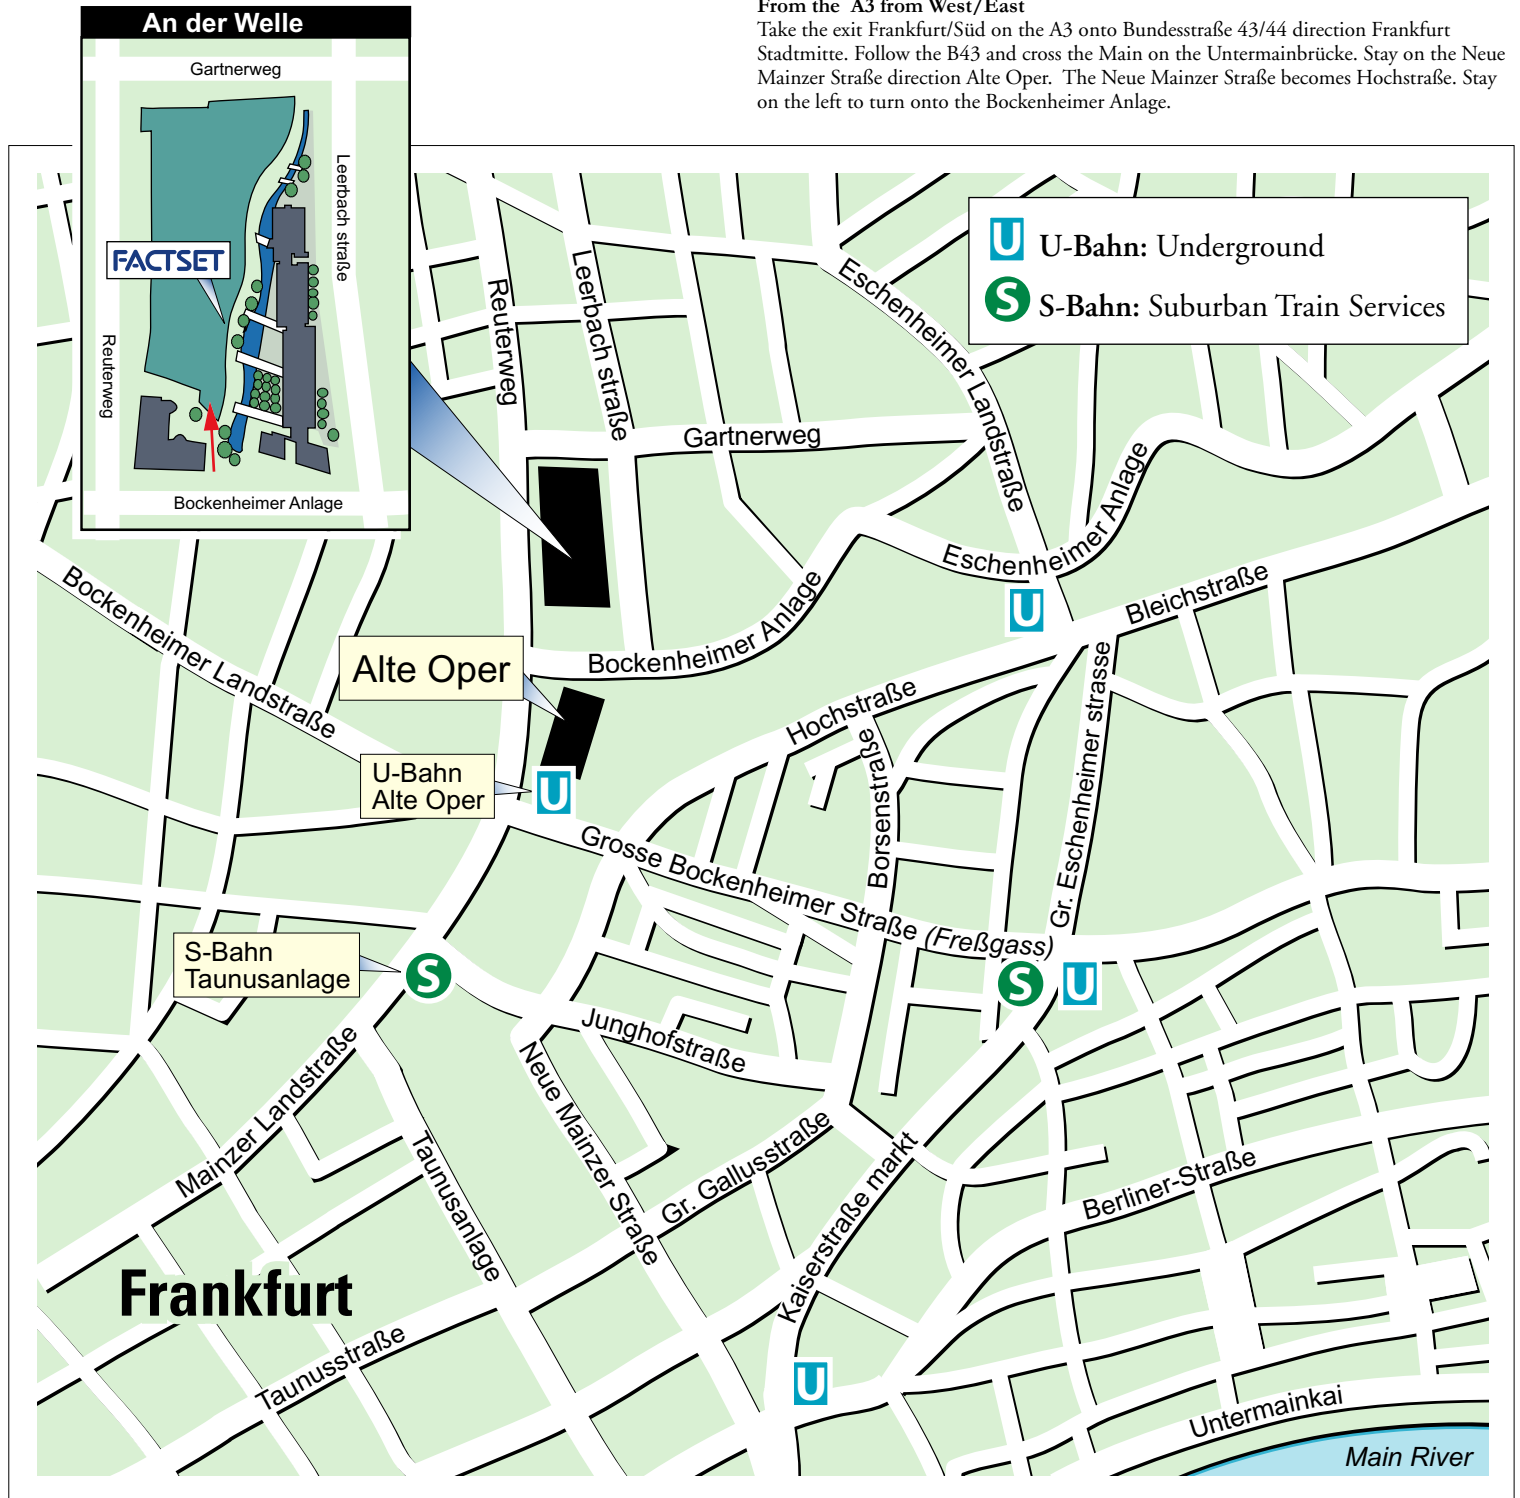 From the A3 from West/East
Take the exit Frankfurt/Süd on the A3 onto Bundesstraße 43/44 direction Frankfurt
Stadtmitte. Follow the B43 and cross the Main on the Untermainbrücke. Stay on the Neue
Mainzer Straße direction Alte Oper. The Neue Mainzer Straße becomes Hochstraße. Stay
on the left to turn onto the Bockenheimer Anlage.
An der Welle
Gartnerweg
Leerbach straße
FACTSET
Reuterweg
Bockenheimer Anlage
U U-Bahn: Underground
S S-Bahn: Suburban Train Services
Reuterweg
Leerbach straße
Eschenheimer Landstraße
Gartnerweg
Eschenheimer Anlage
Bockenheimer Anlage
Bleichstraße
U
Bockenheimer Landstraße
Alte Oper
Hochstraße
Gr. Eschenheimer strasse
Borsenstraße
U-Bahn
Alte Oper
U
Grosse Bockenheimer Straße (Freßgass)
S-Bahn
Taunusanlage
S
S
U
Junghofstraße
Neue Mainzer Straße
Mainzer Landstraße
Taunusanlage
Gr. Gallusstraße
Kaiserstraße markt
Berliner-Straße
Frankfurt
Taunusstraße
U
Untermainkai
Main River